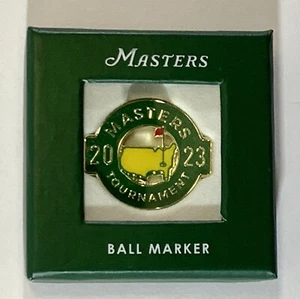 MASTERS
MASTERS
20 23
TOURNAMENT
BALL MARKER